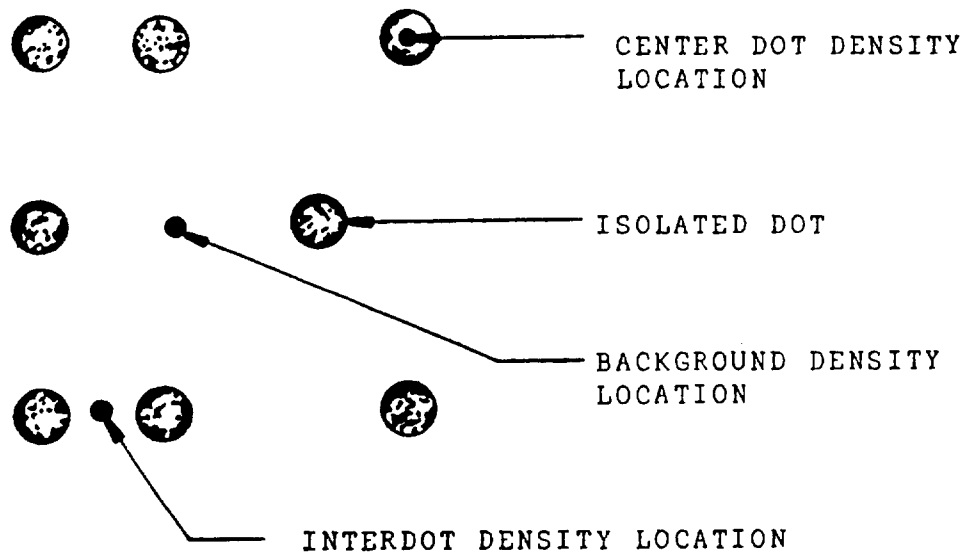 CENTER DOT DENSITY
LOCATION
ISOLATED DOT
BACKGROUND DENSITY
LOCATION
INTERDOT DENSITY LOCATION